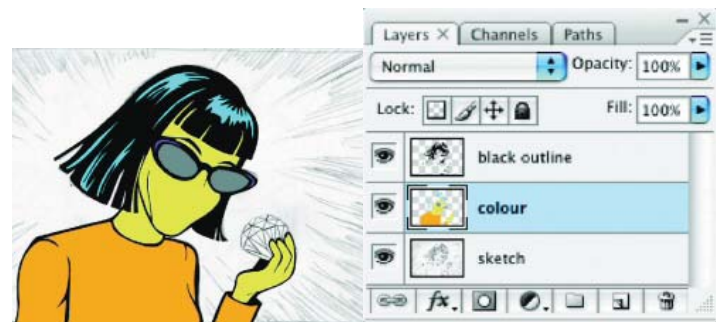 Layers × Channels Paths
Normal Opacity: 100%
Lock: Fill: 100%
black outline
colour
sketch
fx.